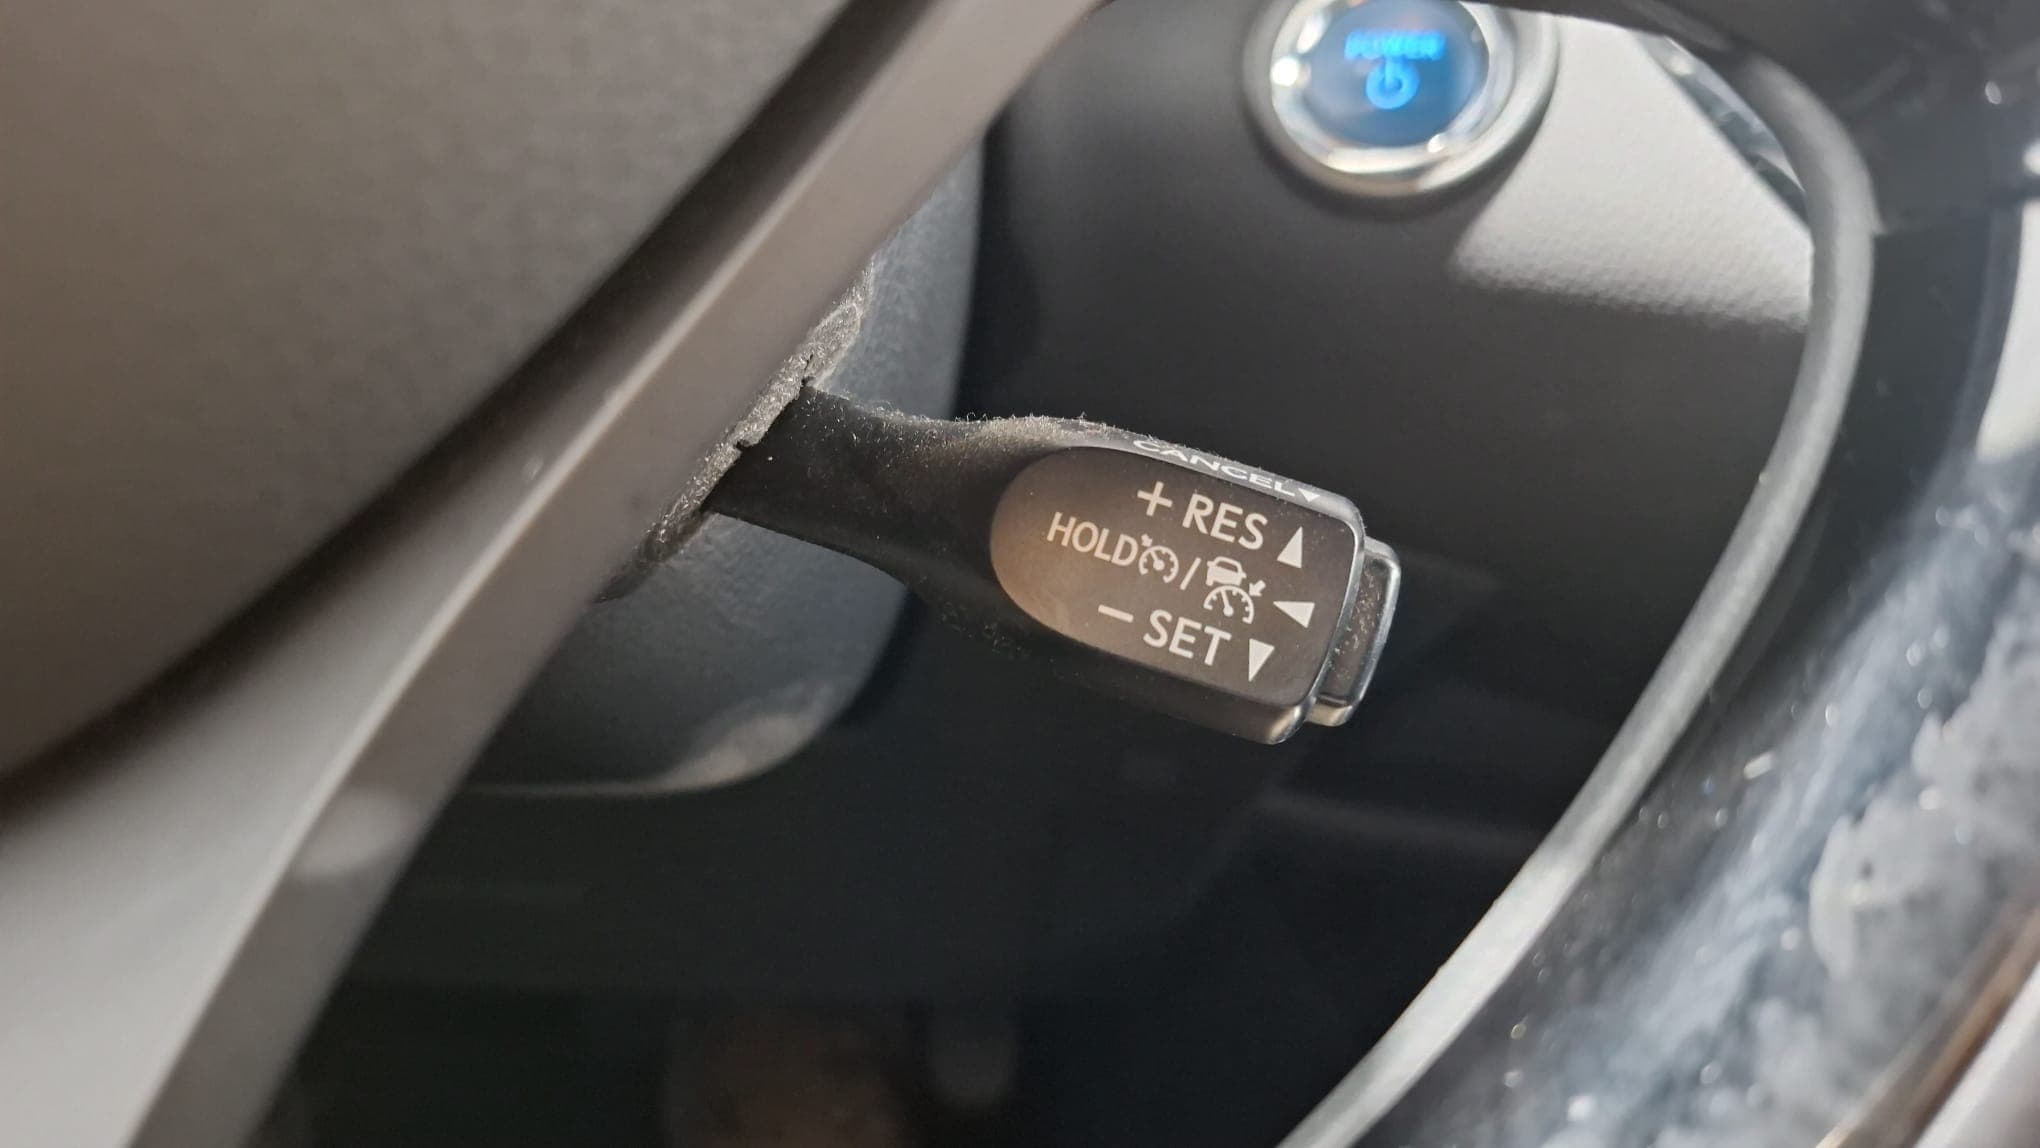 POWER
CANCEL
+ RES
HOLD /
− SET